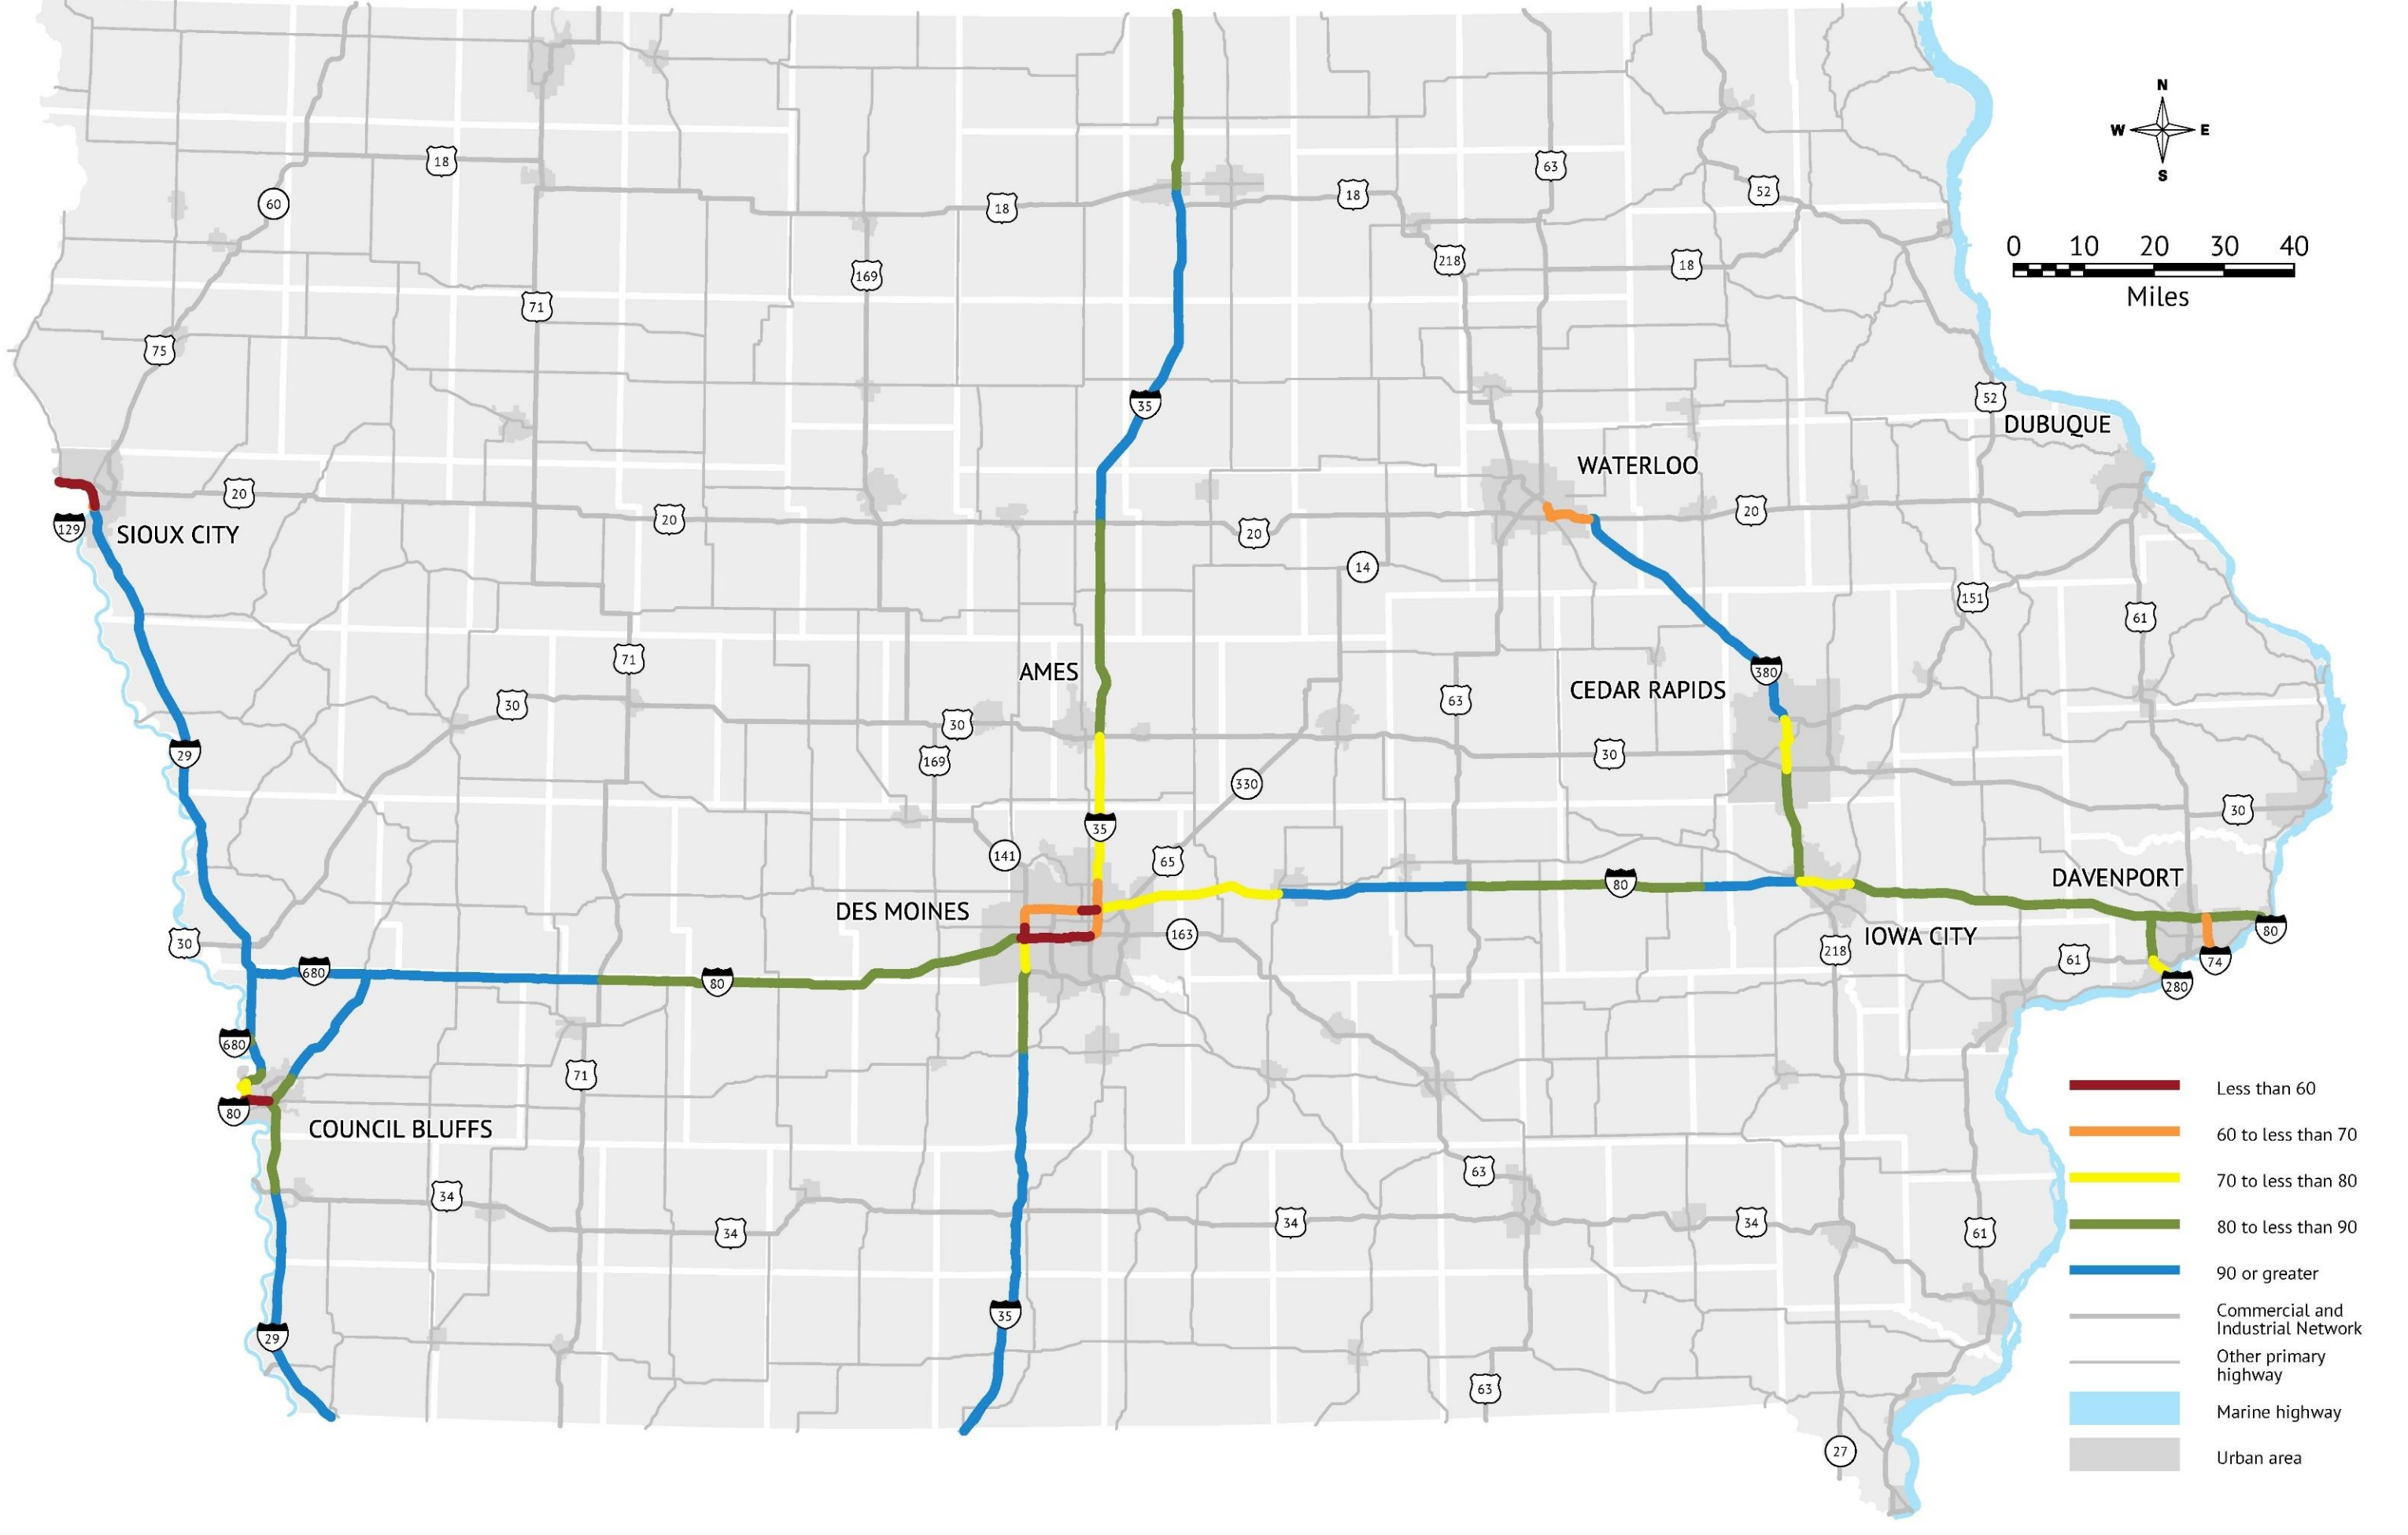 N
W E
S
18
63
60
18
18
52
0 10 20 30 40
Miles
218
18
169
71
75
35
52
DUBUQUE
WATERLOO
20
20
20
20
129
SIOUX CITY
14
151
61
71
AMES
380
CEDAR RAPIDS
30
63
30
29
169
30
330
30
35
141
65
80
DAVENPORT
DES MOINES
163
80
IOWA CITY
30
218
61
74
680
80
280
680
71
80
COUNCIL BLUFFS
63
34
34
34
34
61
35
29
63
27
Less than 60
60 to less than 70
70 to less than 80
80 to less than 90
90 or greater
Commercial and
Industrial Network
Other primary
highway
Marine highway
Urban area